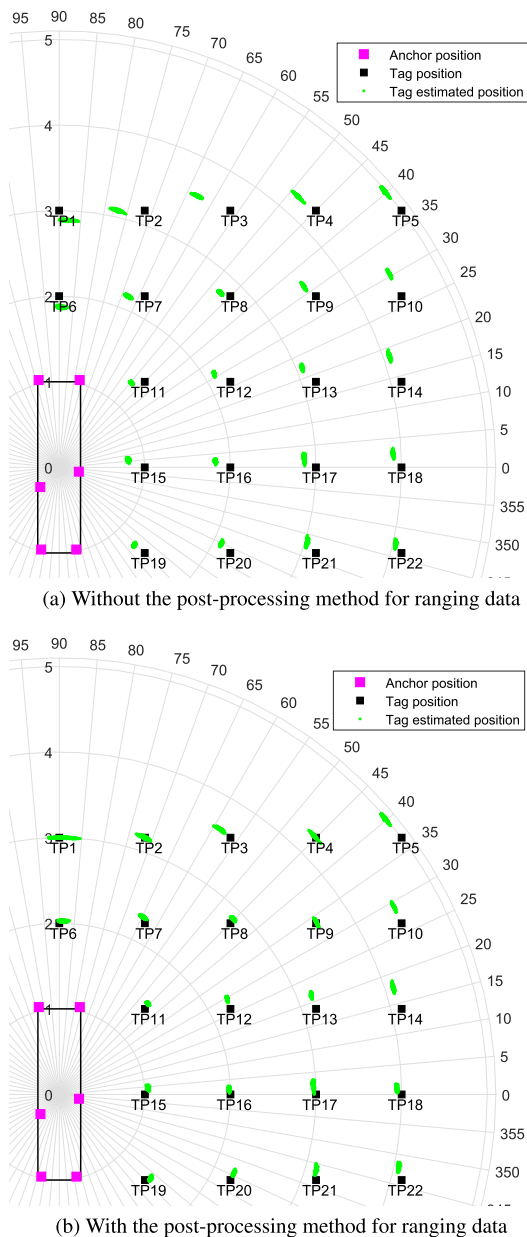 95 90 85 80 75 70 65 60 55 50 45 40 35 30 25 20 15 10 5 0 355 350
5
4
3
2
1
0
Anchor position
Tag position
Tag estimated position
TP1 TP2 TP3 TP4 TP5
TP6 TP7 TP8 TP9 TP10
TP11 TP12 TP13 TP14
TP15 TP16 TP17 TP18
TP19 TP20 TP21 TP22
(a) Without the post-processing method for ranging data
95 90 85 80 75 70 65 60 55 50 45 40 35 30 25 20 15 10 5 0 355 350
5
4
3
2
1
0
Anchor position
Tag position
Tag estimated position
TP1 TP2 TP3 TP4 TP5
TP6 TP7 TP8 TP9 TP10
TP11 TP12 TP13 TP14
TP15 TP16 TP17 TP18
TP19 TP20 TP21 TP22
(b) With the post-processing method for ranging data